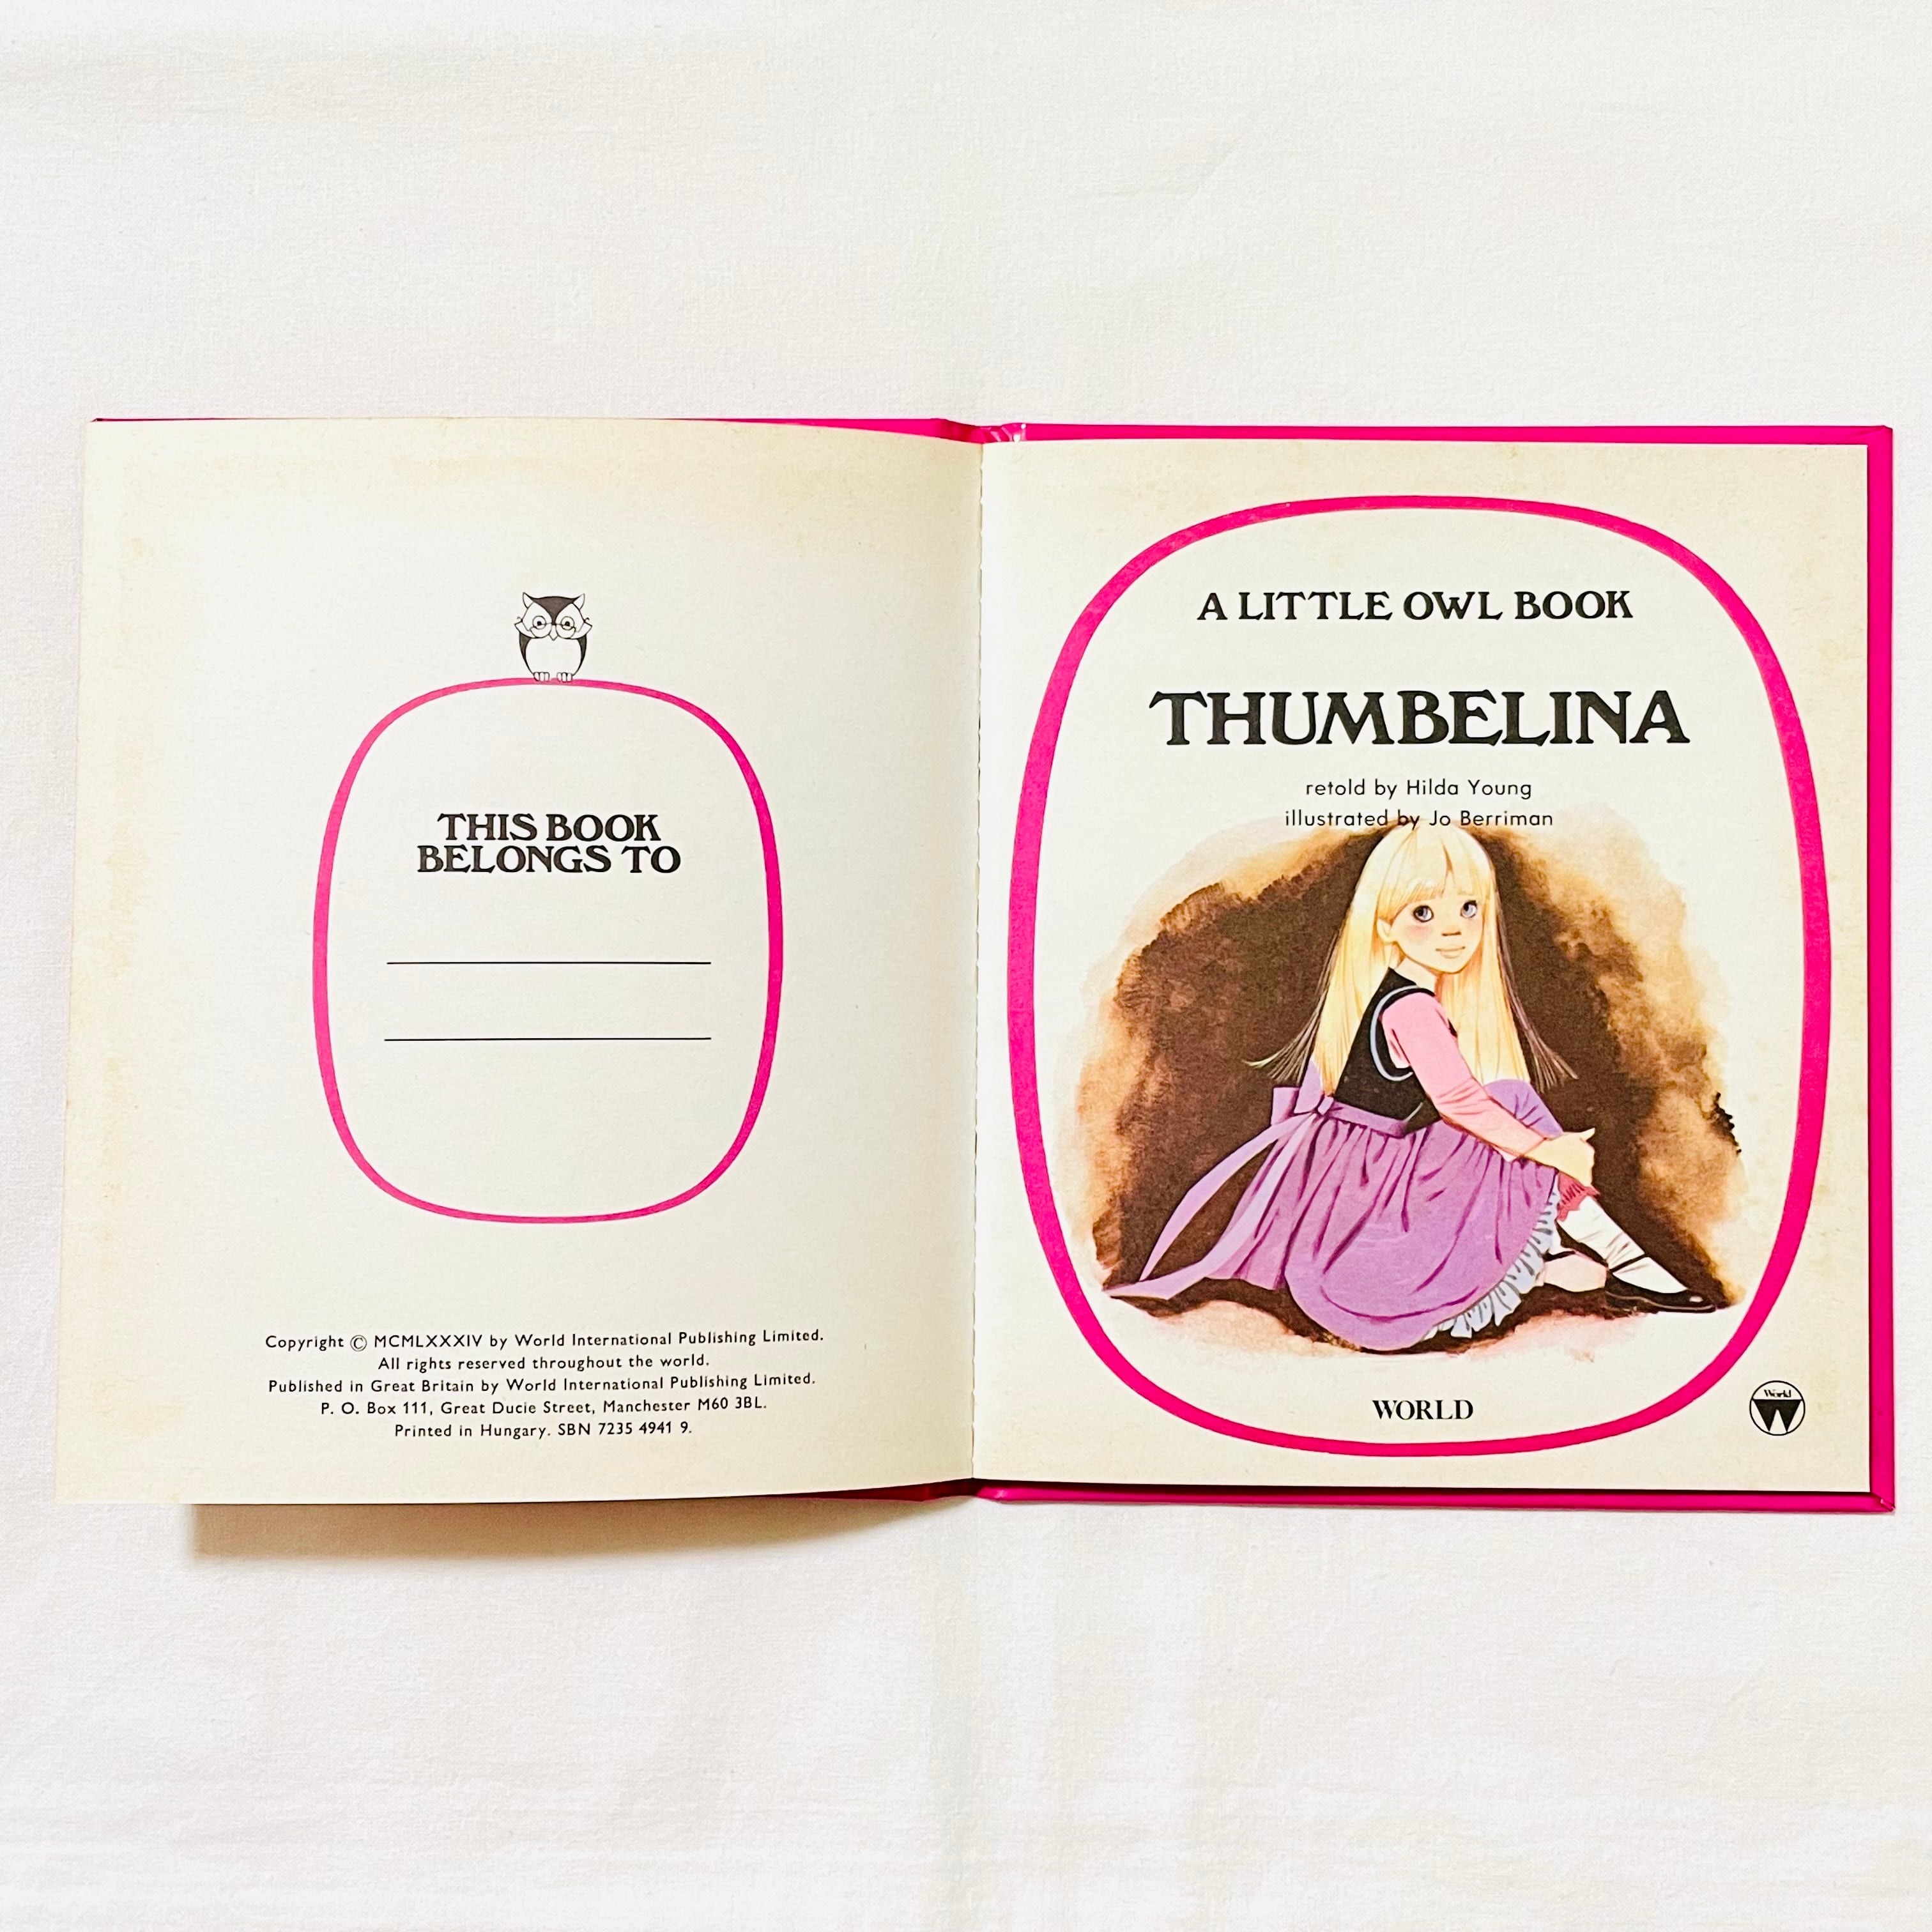 THIS BOOK
BELONGS TO
Copyright © MCMLXXXIV by World International Publishing Limited.
All rights reserved throughout the world.
Published in Great Britain by World International Publishing Limited.
P. O. Box 111, Great Ducie Street, Manchester M60 3BL.
Printed in Hungary. SBN 7235 4941 9.
A LITTLE OWL BOOK
THUMBELINA
retold by Hilda Young
illustrated by Jo Berriman
WORLD
World